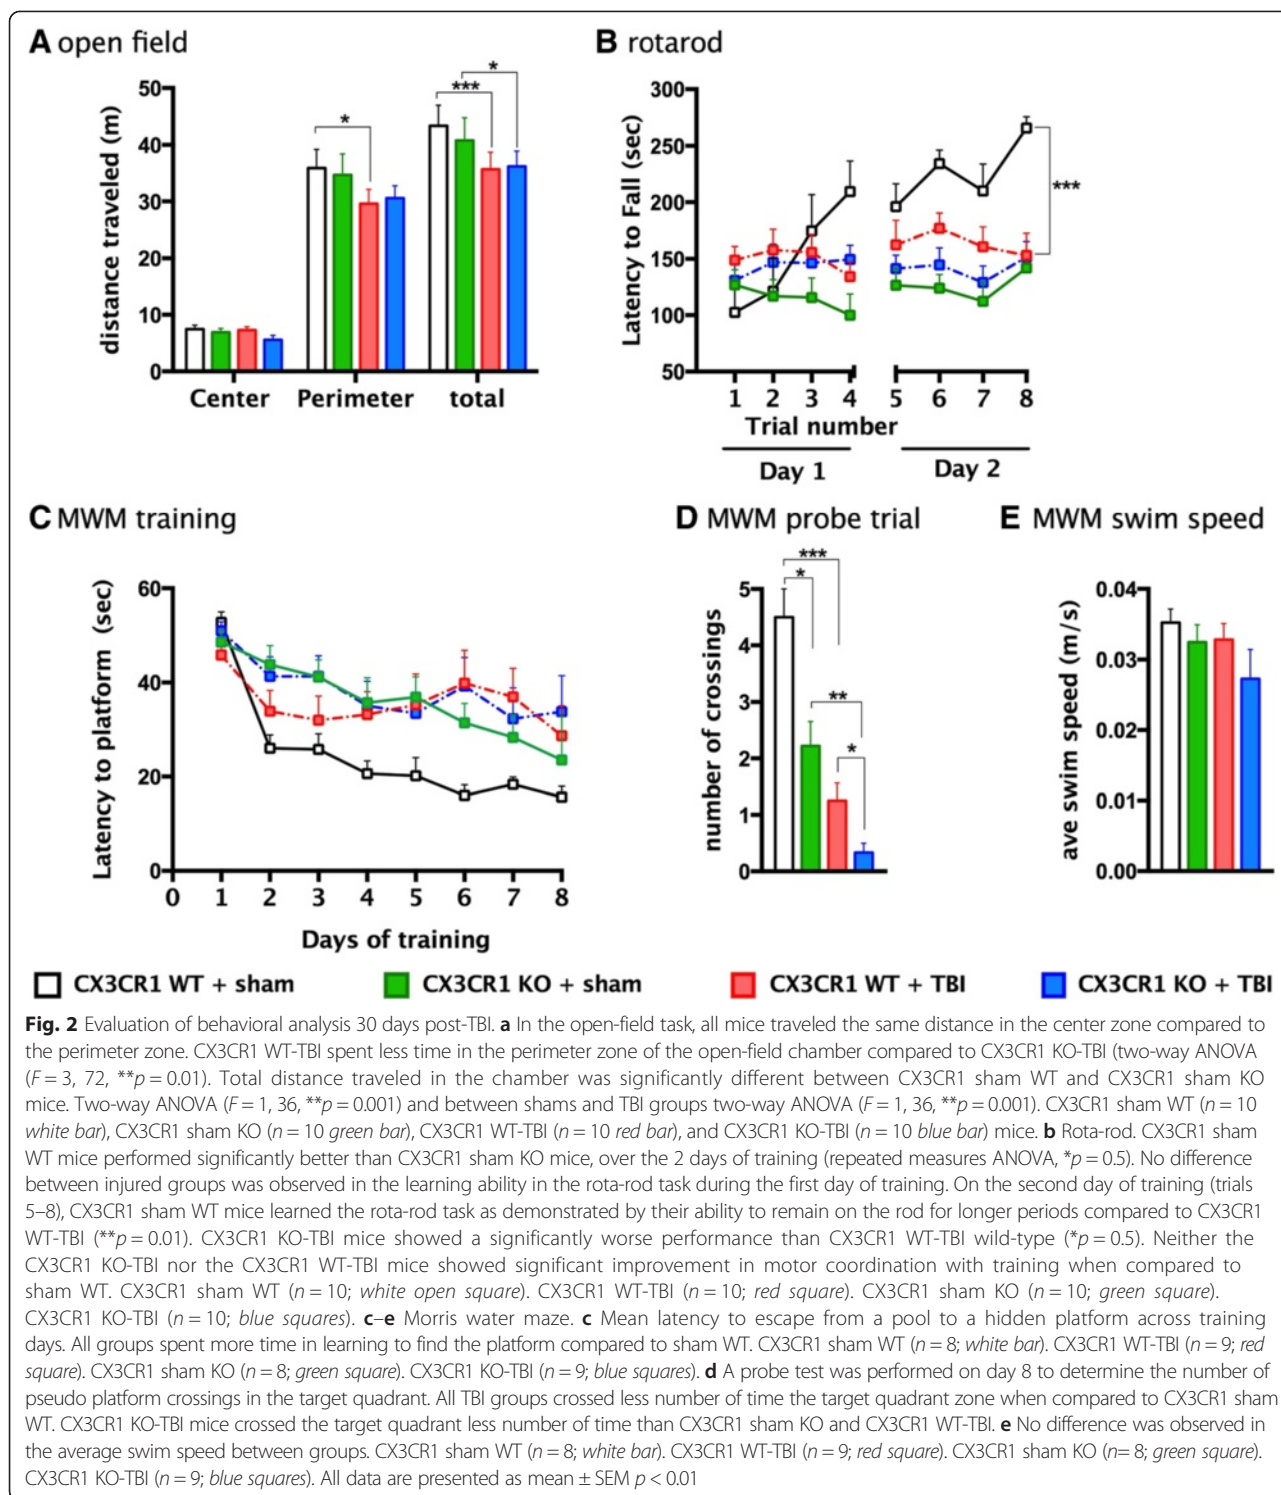 A open field
50
40
30
20
10
0
distance traveled (m)
*
***
*
Center Perimeter total
B rotarod
300
250
200
150
100
50
Latency to Fall (sec)
***
1 2 3 4 5 6 7 8
Trial number
Day 1 Day 2
C MWM training
60
40
20
0
Latency to platform (sec)
0 1 2 3 4 5 6 7 8
Days of training
D MWM probe trial
5
4
3
2
1
0
number of crossings
***
*
**
*
E MWM swim speed
0.04
0.03
0.02
0.01
0.00
ave swim speed (m/s)
CX3CR1 WT + sham CX3CR1 KO + sham CX3CR1 WT + TBI CX3CR1 KO + TBI
Fig. 2 Evaluation of behavioral analysis 30 days post-TBI. a In the open-field task, all mice traveled the same distance in the center zone compared to
the perimeter zone. CX3CR1 WT-TBI spent less time in the perimeter zone of the open-field chamber compared to CX3CR1 KO-TBI (two-way ANOVA
(F = 3, 72, **p = 0.01). Total distance traveled in the chamber was significantly different between CX3CR1 sham WT and CX3CR1 sham KO
mice. Two-way ANOVA (F = 1, 36, **p = 0.001) and between shams and TBI groups two-way ANOVA (F = 1, 36, **p = 0.001). CX3CR1 sham WT (n = 10
white bar), CX3CR1 sham KO (n = 10 green bar), CX3CR1 WT-TBI (n = 10 red bar), and CX3CR1 KO-TBI (n = 10 blue bar) mice. b Rota-rod. CX3CR1 sham
WT mice performed significantly better than CX3CR1 sham KO mice, over the 2 days of training (repeated measures ANOVA, *p = 0.5). No difference
between injured groups was observed in the learning ability in the rota-rod task during the first day of training. On the second day of training (trials
5–8), CX3CR1 sham WT mice learned the rota-rod task as demonstrated by their ability to remain on the rod for longer periods compared to CX3CR1
WT-TBI (**p = 0.01). CX3CR1 KO-TBI mice showed a significantly worse performance than CX3CR1 WT-TBI wild-type (*p = 0.5). Neither the
CX3CR1 KO-TBI nor the CX3CR1 WT-TBI mice showed significant improvement in motor coordination with training when compared to
sham WT. CX3CR1 sham WT (n = 10; white open square). CX3CR1 WT-TBI (n = 10; red square). CX3CR1 sham KO (n = 10; green square).
CX3CR1 KO-TBI (n = 10; blue squares). c–e Morris water maze. c Mean latency to escape from a pool to a hidden platform across training
days. All groups spent more time in learning to find the platform compared to sham WT. CX3CR1 sham WT (n = 8; white bar). CX3CR1 WT-TBI (n = 9; red
square). CX3CR1 sham KO (n = 8; green square). CX3CR1 KO-TBI (n = 9; blue squares). d A probe test was performed on day 8 to determine the number of
pseudo platform crossings in the target quadrant. All TBI groups crossed less number of time the target quadrant zone when compared to CX3CR1 sham
WT. CX3CR1 KO-TBI mice crossed the target quadrant less number of time than CX3CR1 sham KO and CX3CR1 WT-TBI. e No difference was observed in
the average swim speed between groups. CX3CR1 sham WT (n = 8; white bar). CX3CR1 WT-TBI (n = 9; red square). CX3CR1 sham KO (n= 8; green square).
CX3CR1 KO-TBI (n = 9; blue squares). All data are presented as mean ± SEM p < 0.01